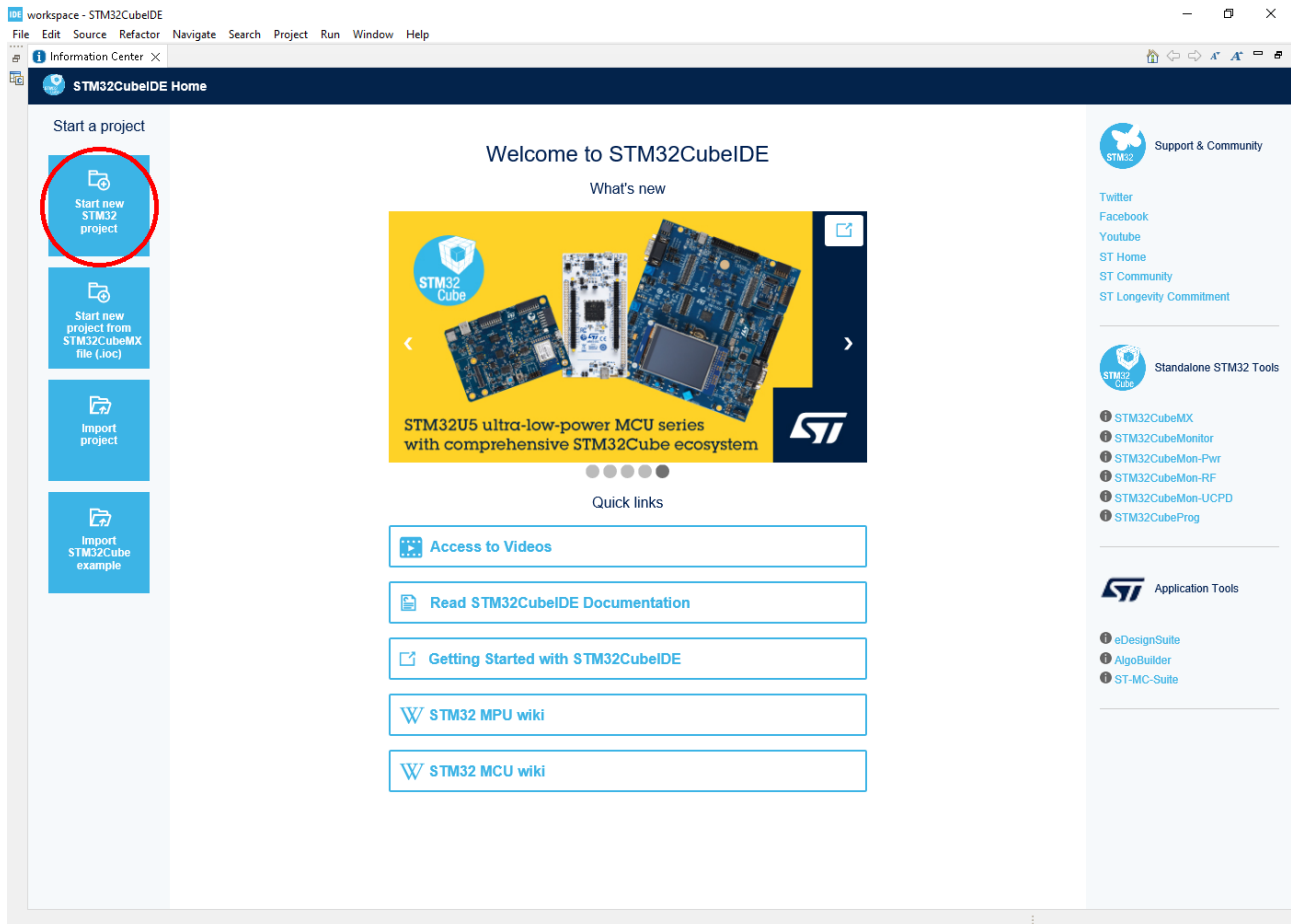 IDE workspace - STM32CubeIDE
File Edit Source Refactor Navigate Search Project Run Window Help
Information Center
STM32CubeIDE Home
Start a project
Start new
STM32
project
Start new
project from
STM32CubeMX
file (.ioc)
Import
project
Import
STM32Cube
example
Welcome to STM32CubeIDE
What's new
STM32
Cube
STM32U5 ultra-low-power MCU series
with comprehensive STM32Cube ecosystem
ST
Quick links
Access to Videos
Read STM32CubeIDE Documentation
Getting Started with STM32CubeIDE
W STM32 MPU wiki
W STM32 MCU wiki
STM32
Support & Community
Twitter
Facebook
Youtube
ST Home
ST Community
ST Longevity Commitment
STM32
Cube
Standalone STM32 Tools
STM32CubeMX
STM32CubeMonitor
STM32CubeMon-Pwr
STM32CubeMon-RF
STM32CubeMon-UCPD
STM32CubeProg
ST
Application Tools
eDesignSuite
AlgoBuilder
ST-MC-Suite